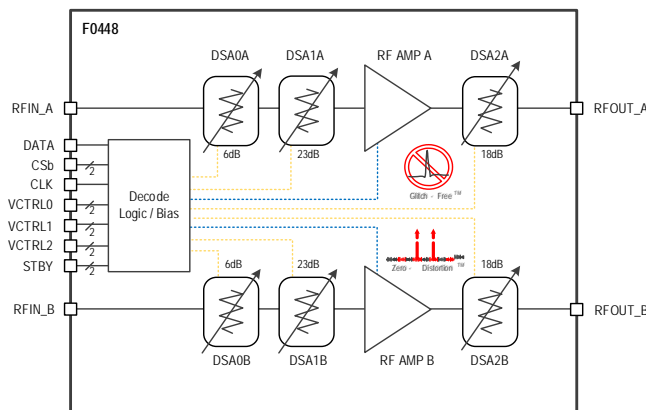 F0448
DSA0A
DSA1A
RF AMP A
DSA2A
RFIN_A
RFOUT_A
6dB
23dB
18dB
DATA
CSb
2
CLK
VCTRL0
2
VCTRL1
2
VCTRL2
2
STBY
2
Decode
Logic / Bias
Glitch - Free™
Zero - Distortion™
6dB
23dB
18dB
RFIN_B
RFOUT_B
DSA0B
DSA1B
RF AMP B
DSA2B